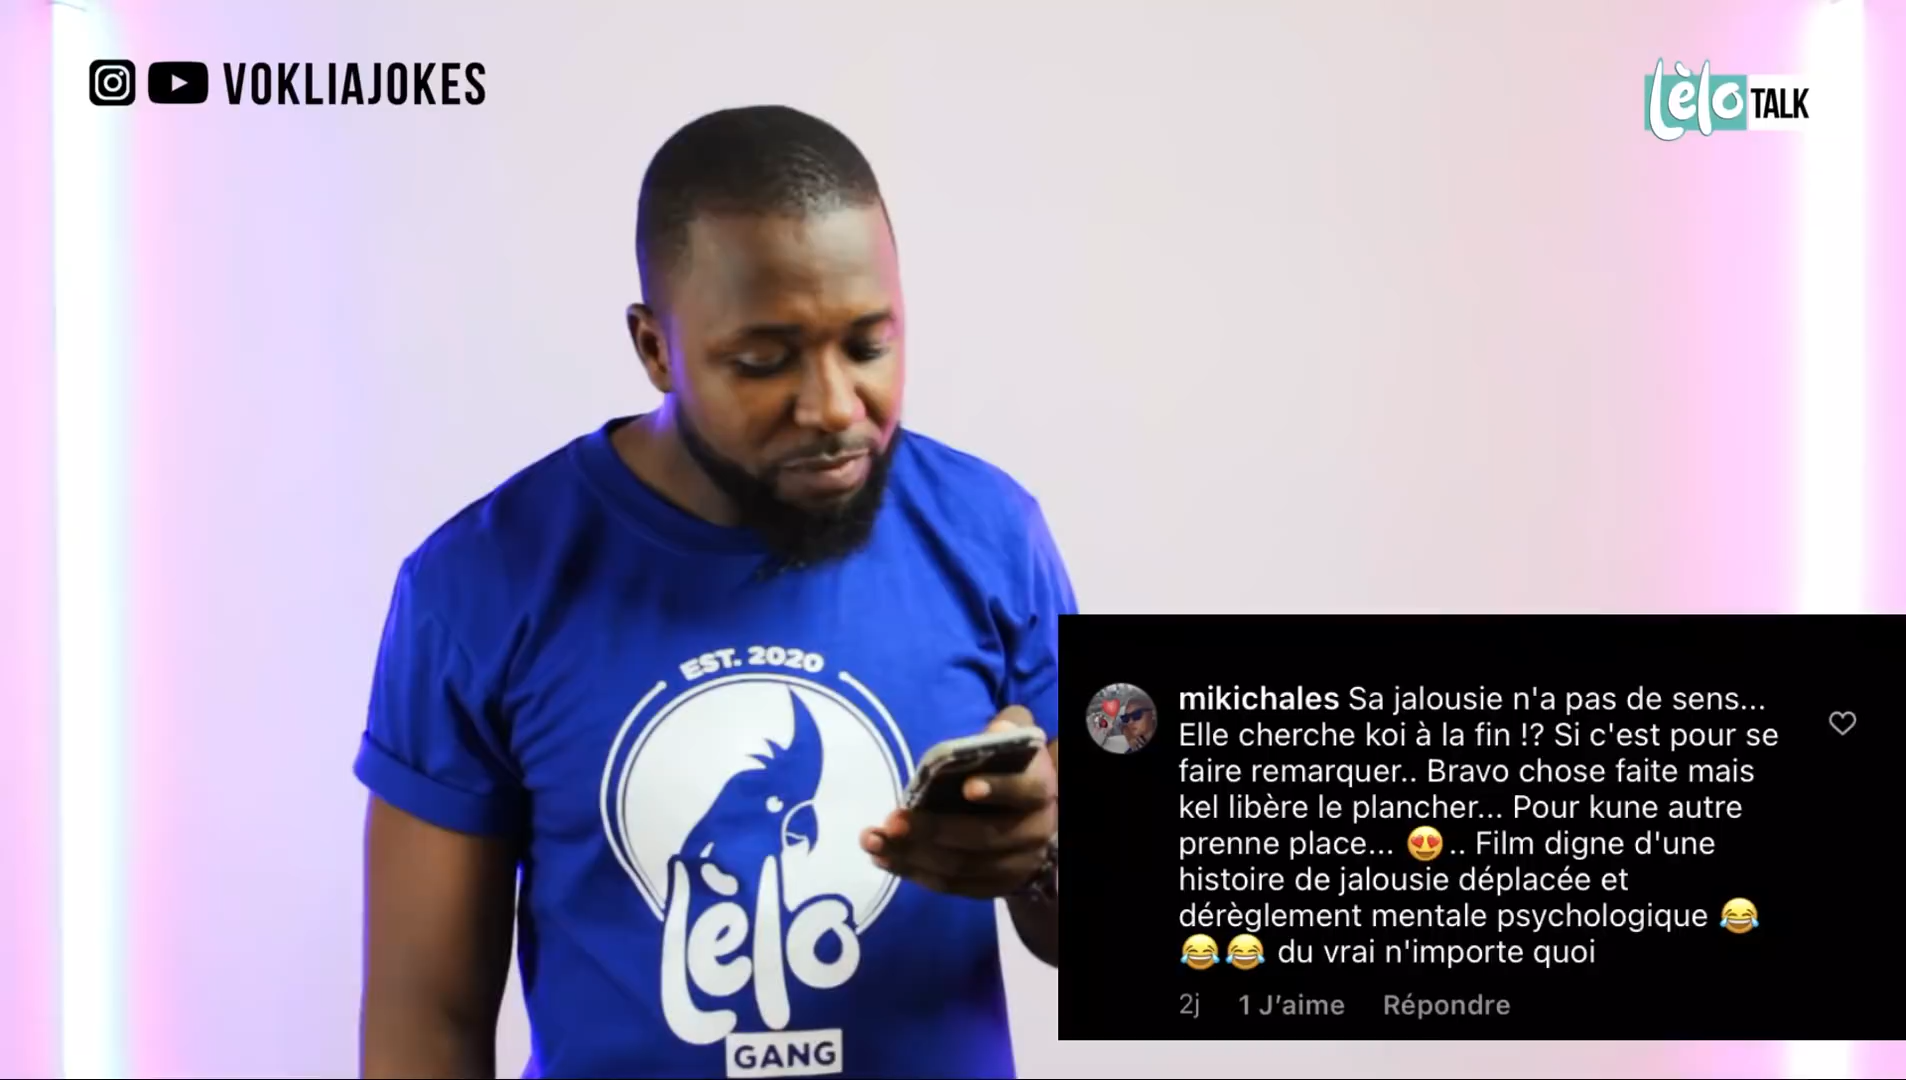 VOKLIAJOKES
Lèlo TALK
EST. 2020
Lèlo
GANG
mikichales Sa jalousie n'a pas de sens...
Elle cherche koi à la fin !? Si c'est pour se
faire remarquer.. Bravo chose faite mais
kel libère le plancher... Pour kune autre
prenne place... 😍.. Film digne d'une
histoire de jalousie déplacée et
dérèglement mentale psychologique 😂
😂😂 du vrai n'importe quoi
2j 1 J'aime Répondre